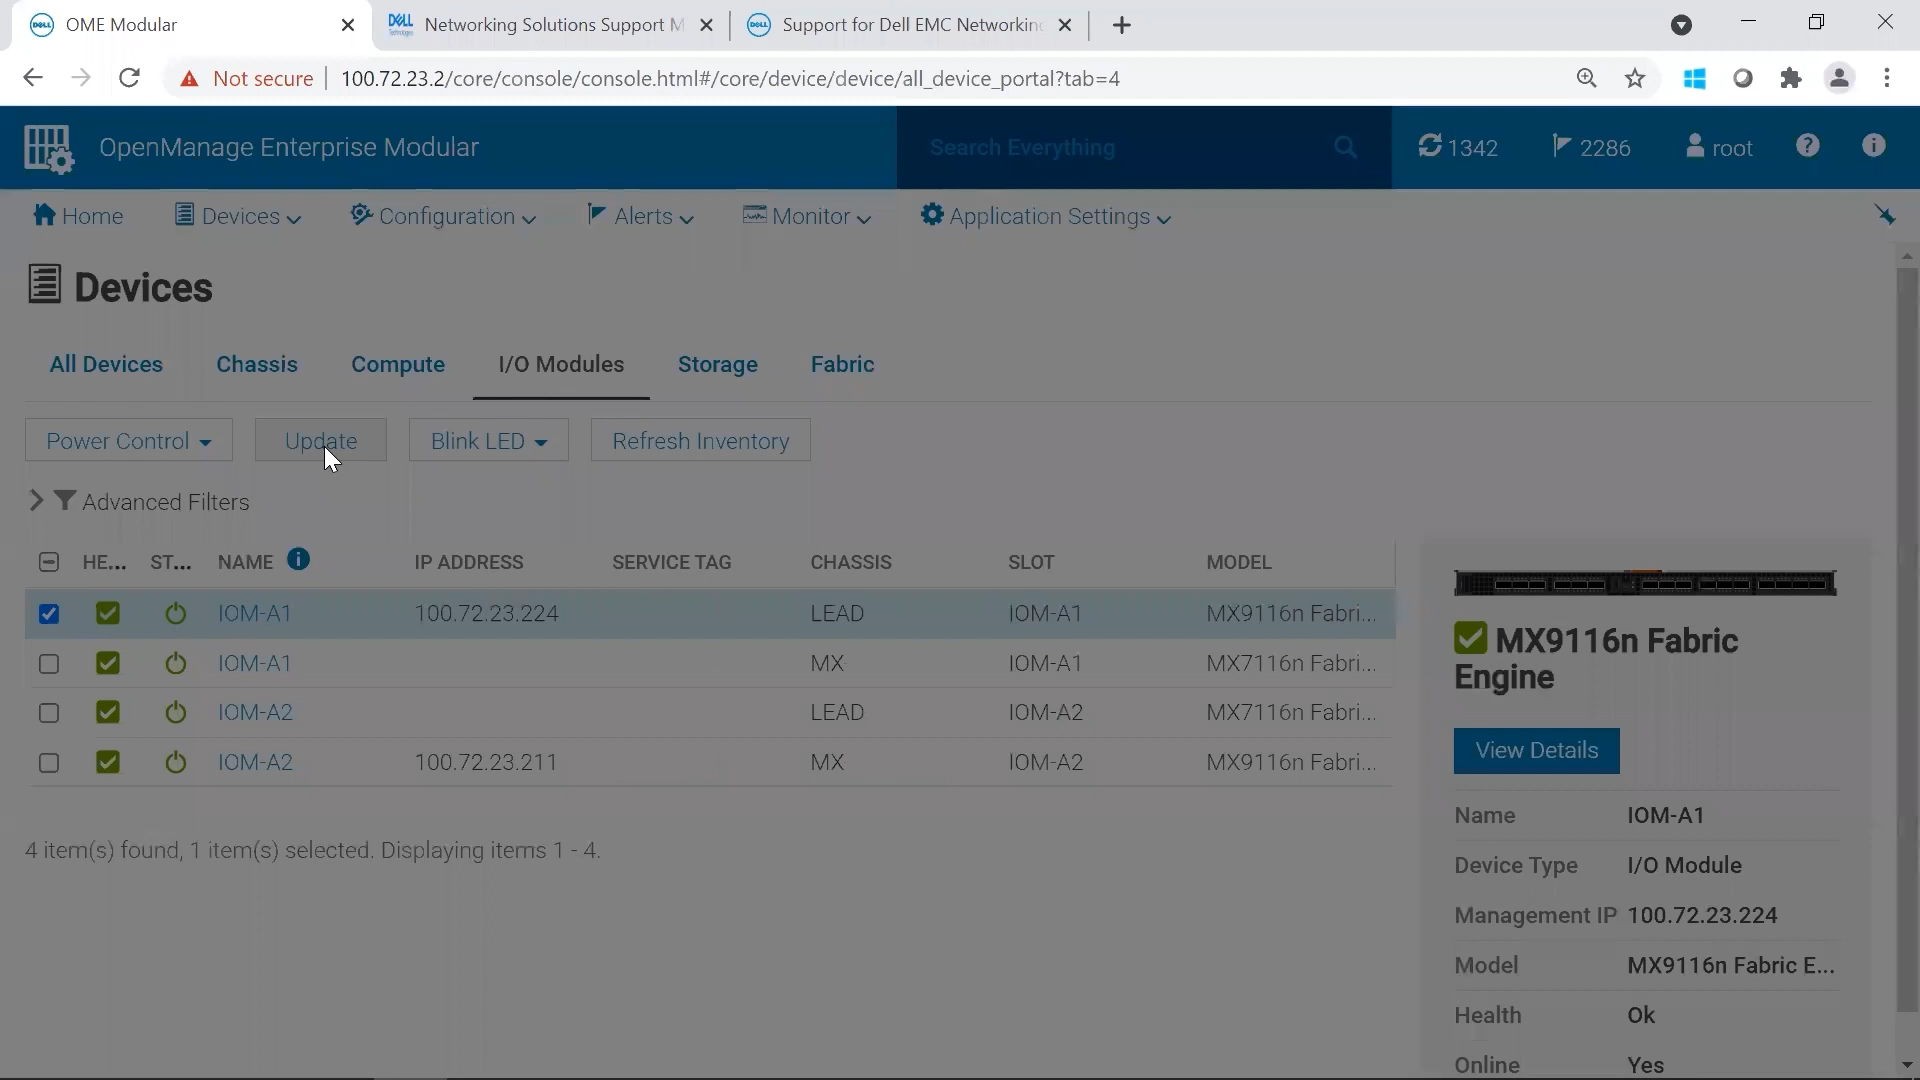 OME Modular
Networking Solutions Support M
Support for Dell EMC Networkin
Not secure
100.72.23.2/core/console/console.html#/core/device/device/all_device_portal?tab=4
OpenManage Enterprise Modular
Search Everything
1342
2286
root
Home
Devices
Configuration
Alerts
Monitor
Application Settings
Devices
All Devices
Chassis
Compute
I/O Modules
Storage
Fabric
Power Control
Update
Blink LED
Refresh Inventory
Advanced Filters
HE... ST... NAME IP ADDRESS SERVICE TAG CHASSIS SLOT MODEL
IOM-A1 100.72.23.224 LEAD IOM-A1 MX9116n Fabri...
IOM-A1 MX IOM-A1 MX7116n Fabri...
IOM-A2 LEAD IOM-A2 MX7116n Fabri...
IOM-A2 100.72.23.211 MX IOM-A2 MX9116n Fabri...
4 item(s) found, 1 item(s) selected. Displaying items 1 - 4.
MX9116n Fabric
Engine
View Details
Name IOM-A1
Device Type I/O Module
Management IP 100.72.23.224
Model MX9116n Fabric E...
Health Ok
Online Yes